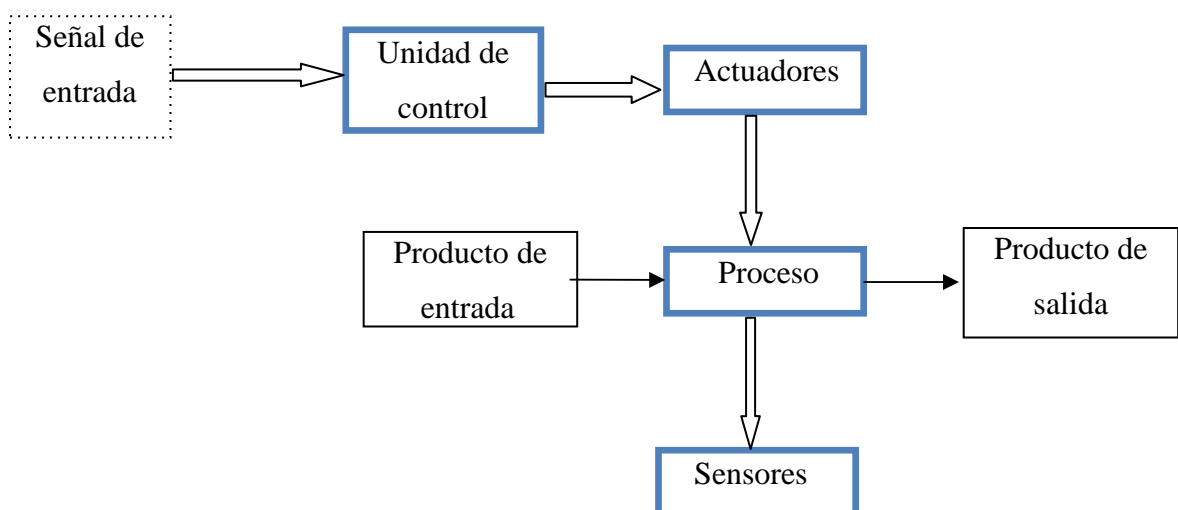 Señal de
entrada
Unidad de
control
Actuadores
Producto de
entrada
Proceso
Producto de
salida
Sensores